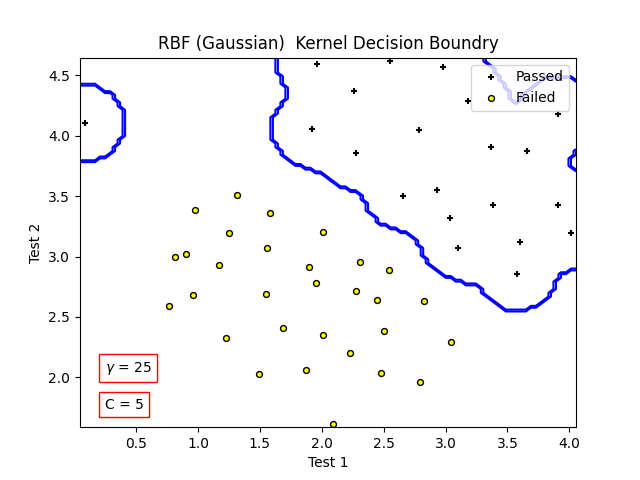 RBF (Gaussian)  Kernel Decision Boundry
4.5
4.0
3.5
3.0
2.5
2.0
Test 2
Passed
Failed
γ = 25
C = 5
0.5 1.0 1.5 2.0 2.5 3.0 3.5 4.0
Test 1